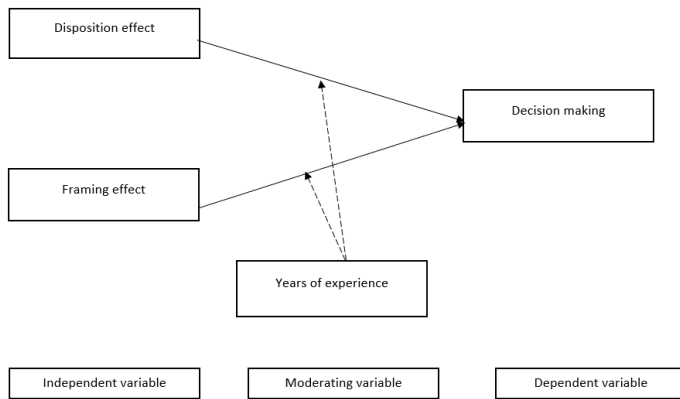 Disposition effect
Decision making
Framing effect
Years of experience
Independent variable
Moderating variable
Dependent variable